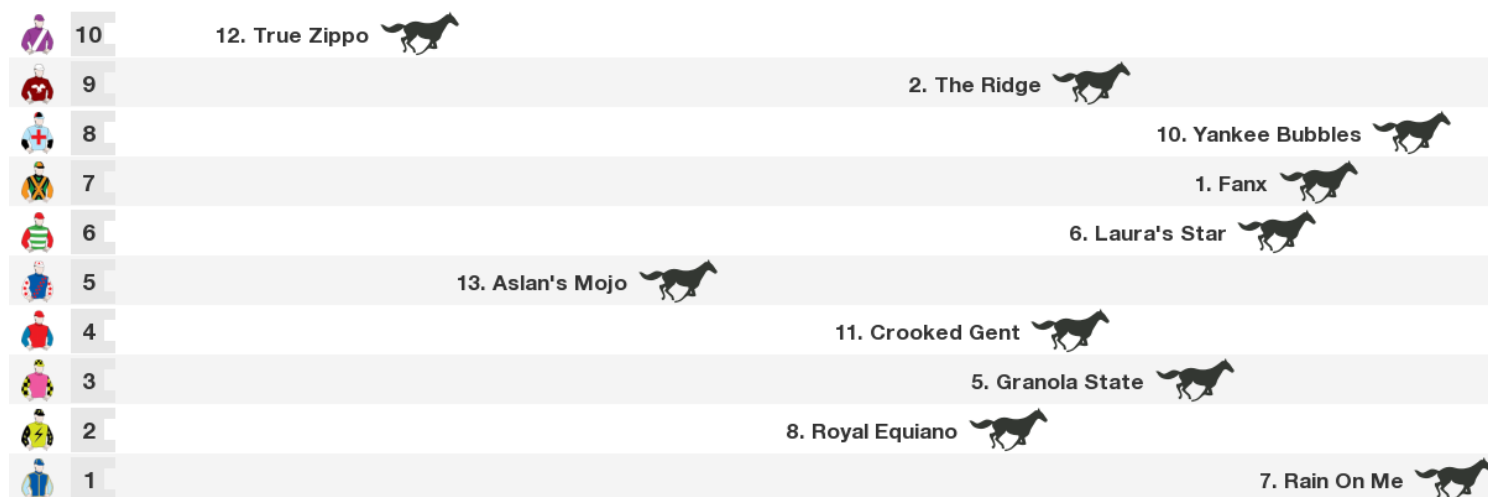 10 12. True Zippo
9 2. The Ridge
8 10. Yankee Bubbles
7 1. Fanx
6 6. Laura's Star
5 13. Aslan's Mojo
4 11. Crooked Gent
3 5. Granola State
2 8. Royal Equiano
1 7. Rain On Me